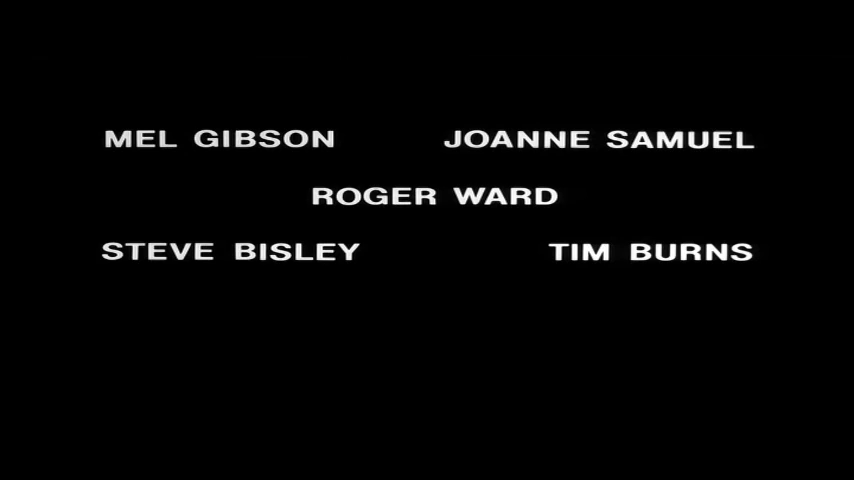 MEL GIBSON JOANNE SAMUEL
ROGER WARD
STEVE BISLEY TIM BURNS